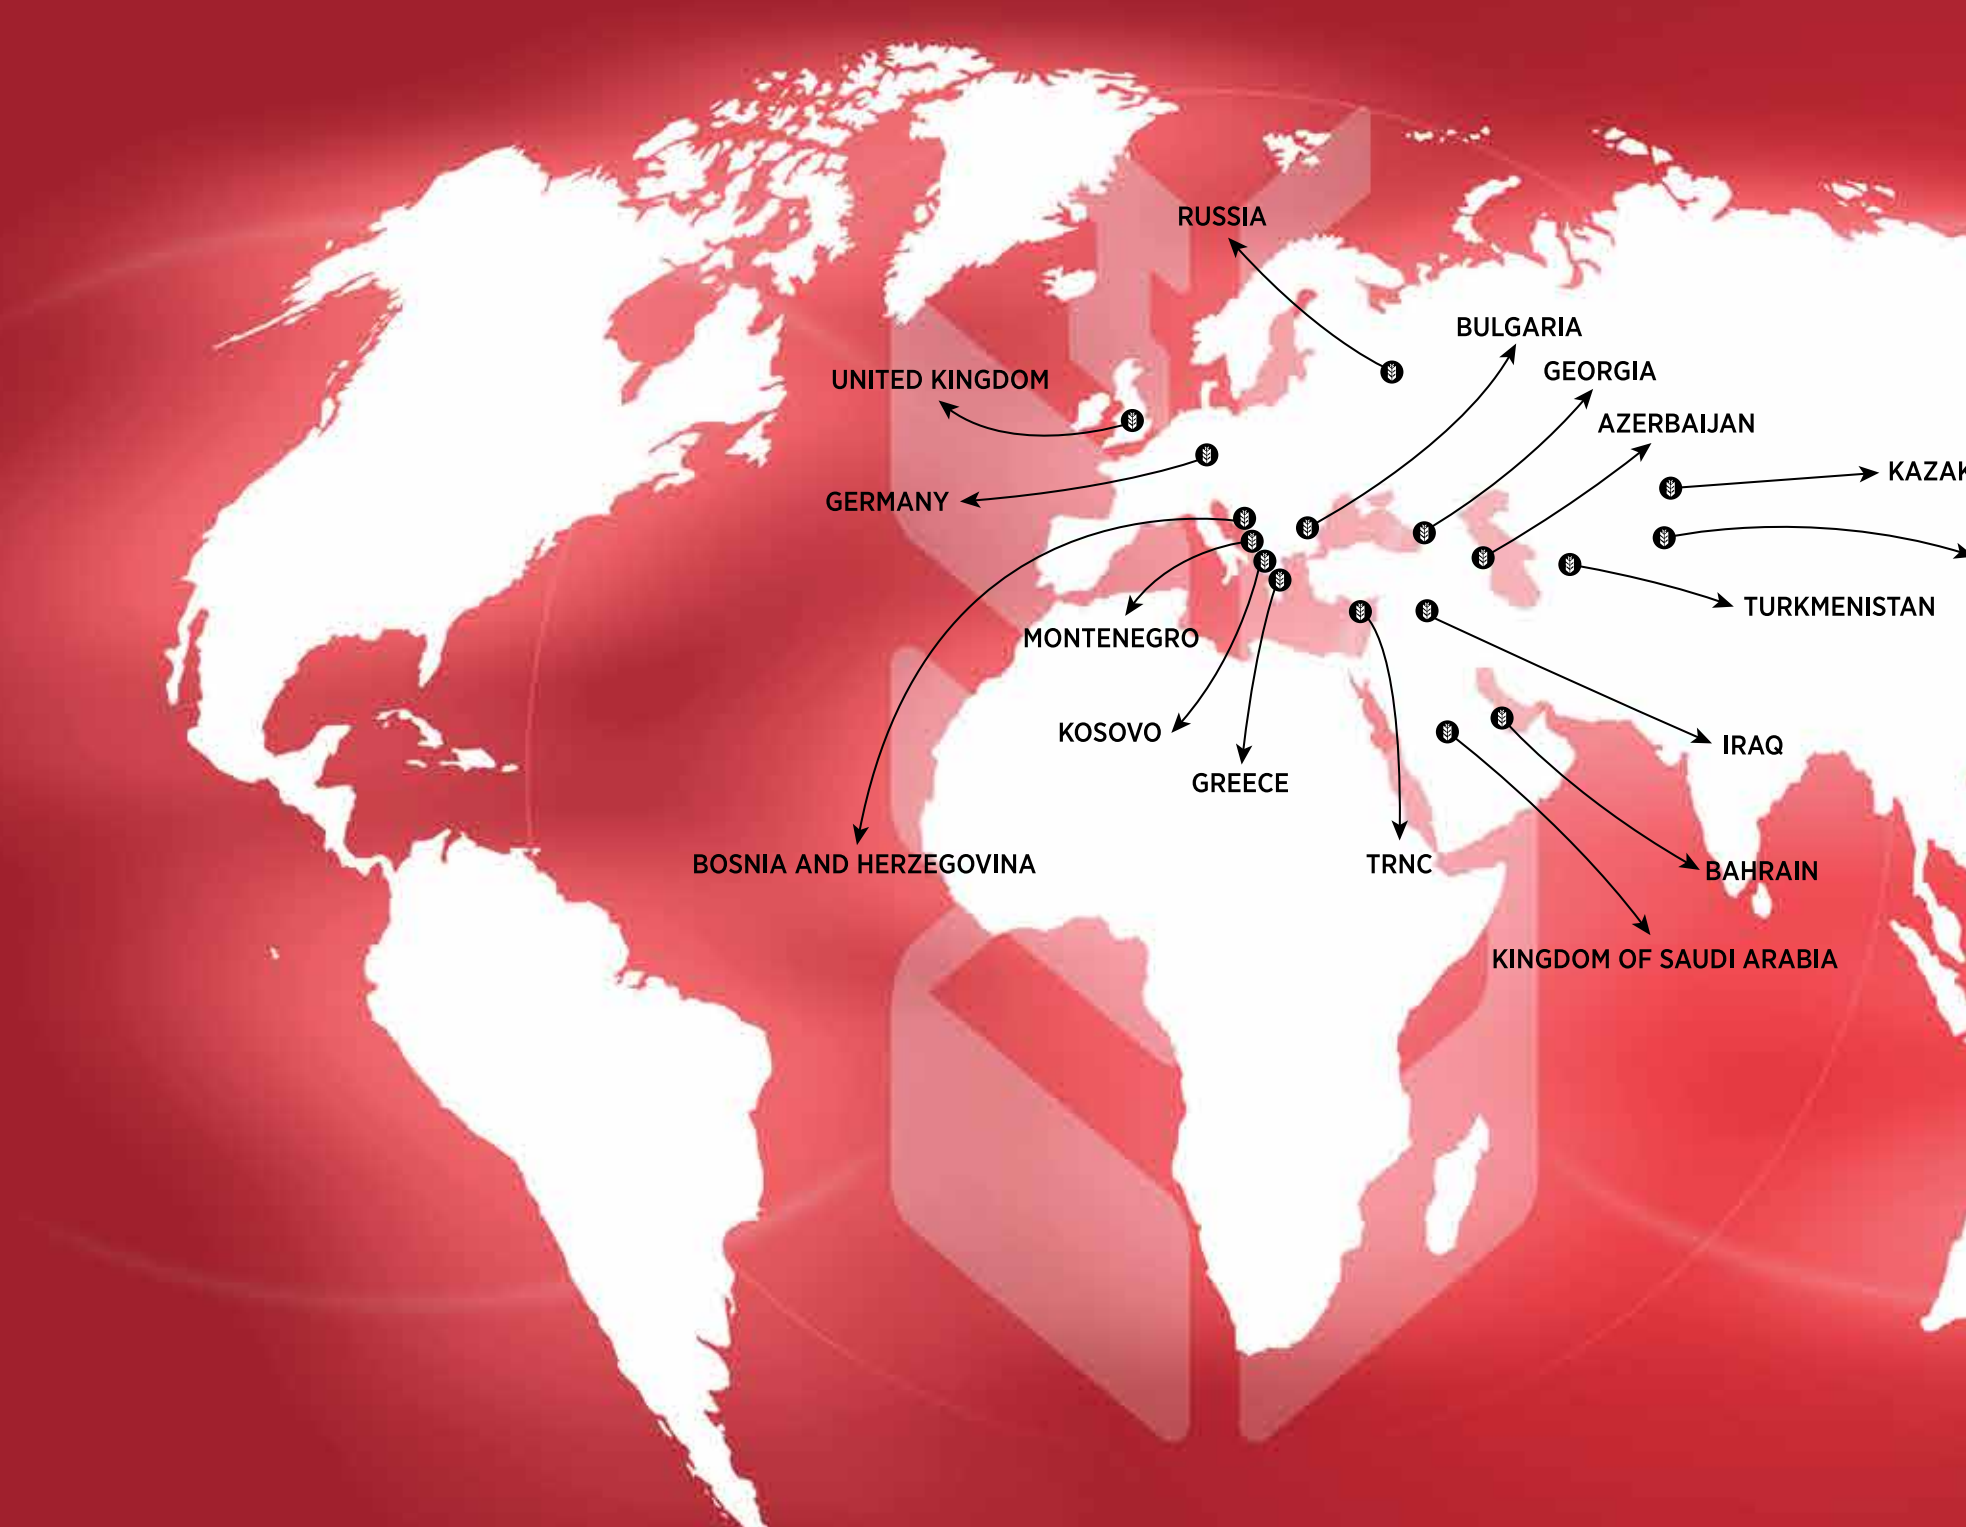 RUSSIA
BULGARIA
GEORGIA
UNITED KINGDOM
AZERBAIJAN
KAZAK
GERMANY
TURKMENISTAN
MONTENEGRO
KOSOVO
IRAQ
GREECE
BOSNIA AND HERZEGOVINA
TRNC
BAHRAIN
KINGDOM OF SAUDI ARABIA